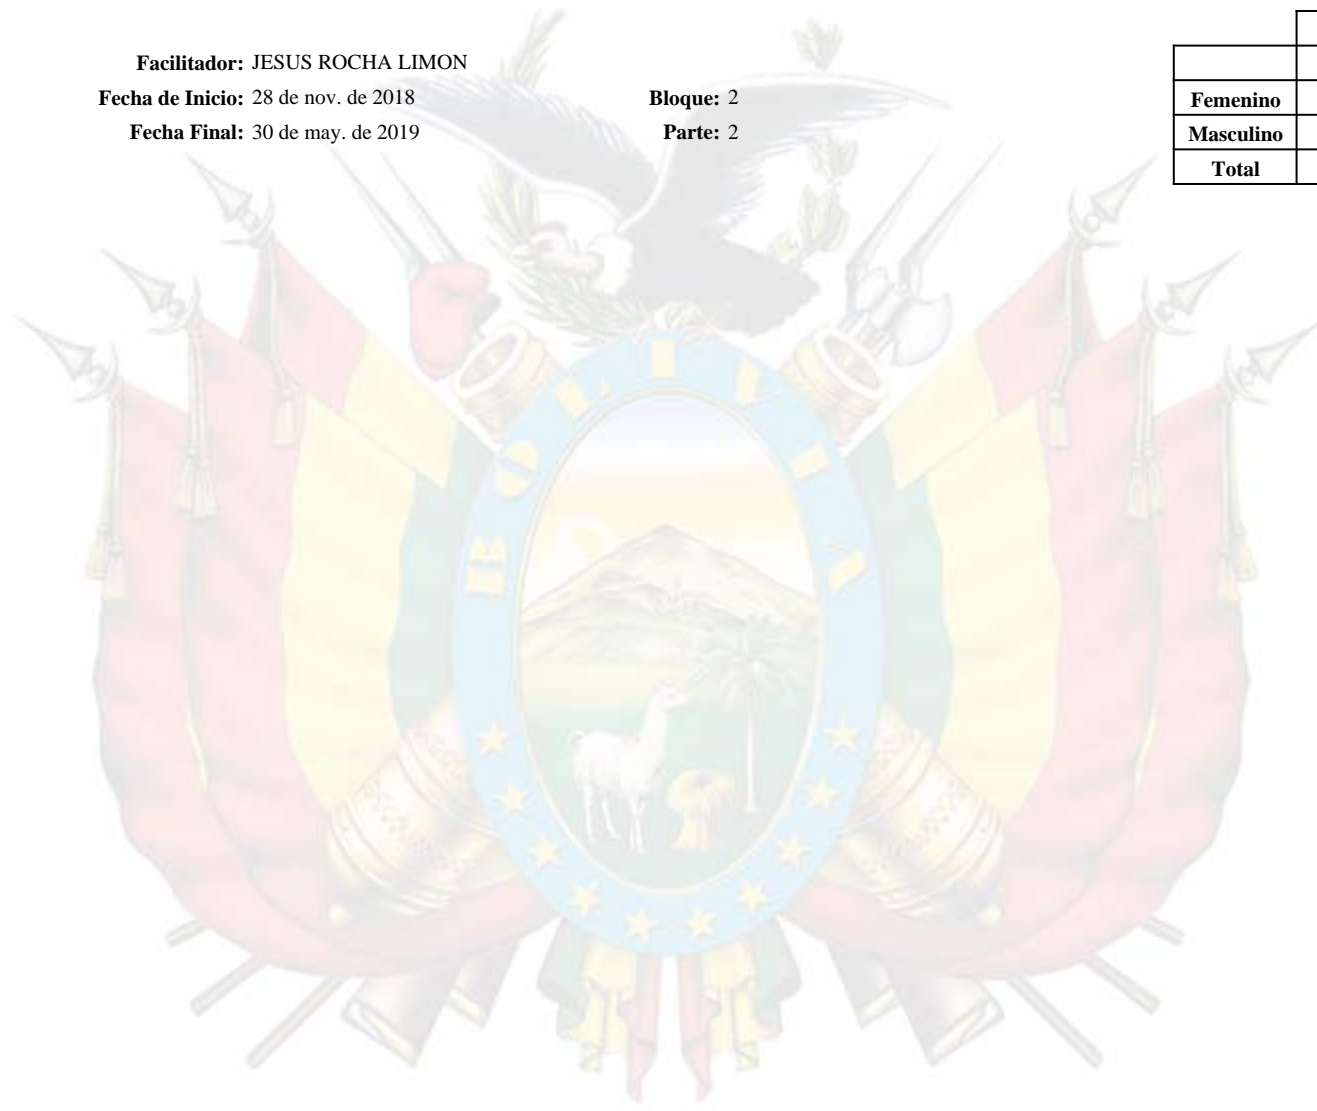 Facilitador: JESUS ROCHA LIMON
Fecha de Inicio: 28 de nov. de 2018 Bloque: 2
Fecha Final: 30 de may. de 2019 Parte: 2
Femenino
Masculino
Total
BOLIVIA